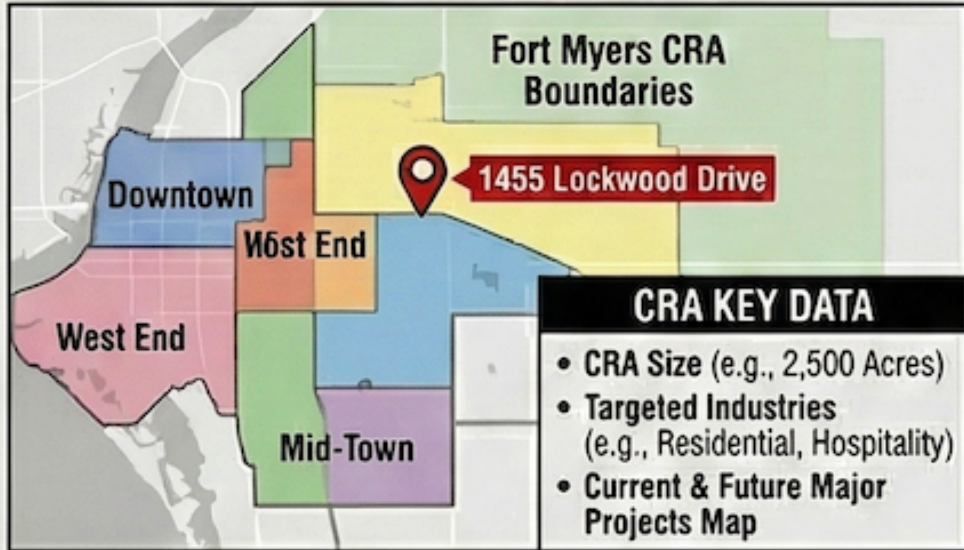 Fort Myers CRA
Boundaries
1455 Lockwood Drive
Downtown
Wöst End
West End
Mid-Town
CRA KEY DATA
• CRA Size (e.g., 2,500 Acres)
• Targeted Industries
(e.g., Residential, Hospitality)
• Current & Future Major
Projects Map